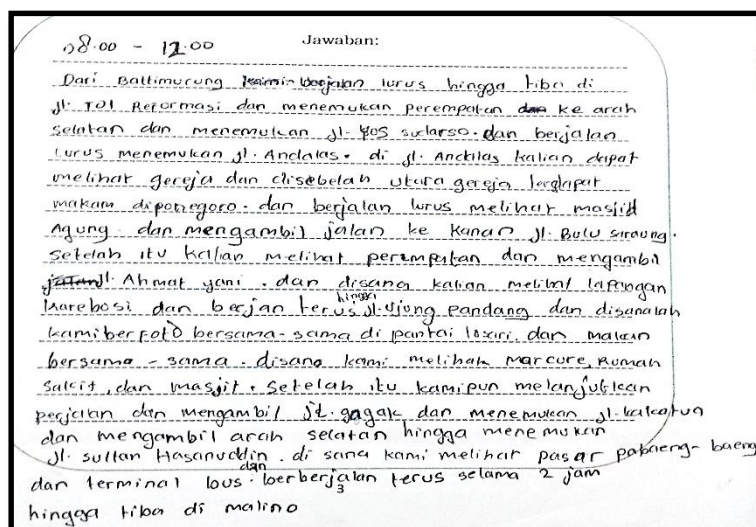 08.00 - 12.00 Jawaban:
Dari Battimurung berjalan lurus hingga tiba di
Jl. Tol Reformasi dan menemukan perempatan ke arah
selatan dan menemukan Jl. Yos sudarso. dan berjalan
lurus menemukan Jl. Andalas. di Jl. Andalas kalian dapat
melihat gereja dan disebelah utara gereja terdapat
makam diponegoro. dan berjalan lurus melihat masjid
Agung dan mengambil jalan ke kanan Jl. Bulu saraung.
setelah itu kalian melihat perempatan dan mengambil
Jl. Ahmat yani. dan disana kalian melihat lapangan
karebosi dan berjan terus hingga Jl. Ujung pandang dan disanalah
kami berfoto bersama-sama di pantai losiri. dan makan
bersama - sama. disana kami melihat Marcure, Rumah
sakit, dan masjit. setelah itu kamipun melanjutkan
perjalan dan mengambil Jl. gagak dan menemukan Jl. kakatua
dan mengambil arah selatan hingga menemukan
Jl. sultan Hasanuddin. di sana kami melihat pasar pabaeng-baeng
dan terminal bus. dan berberjalan terus selama 2 jam
hingga tiba di malino
3